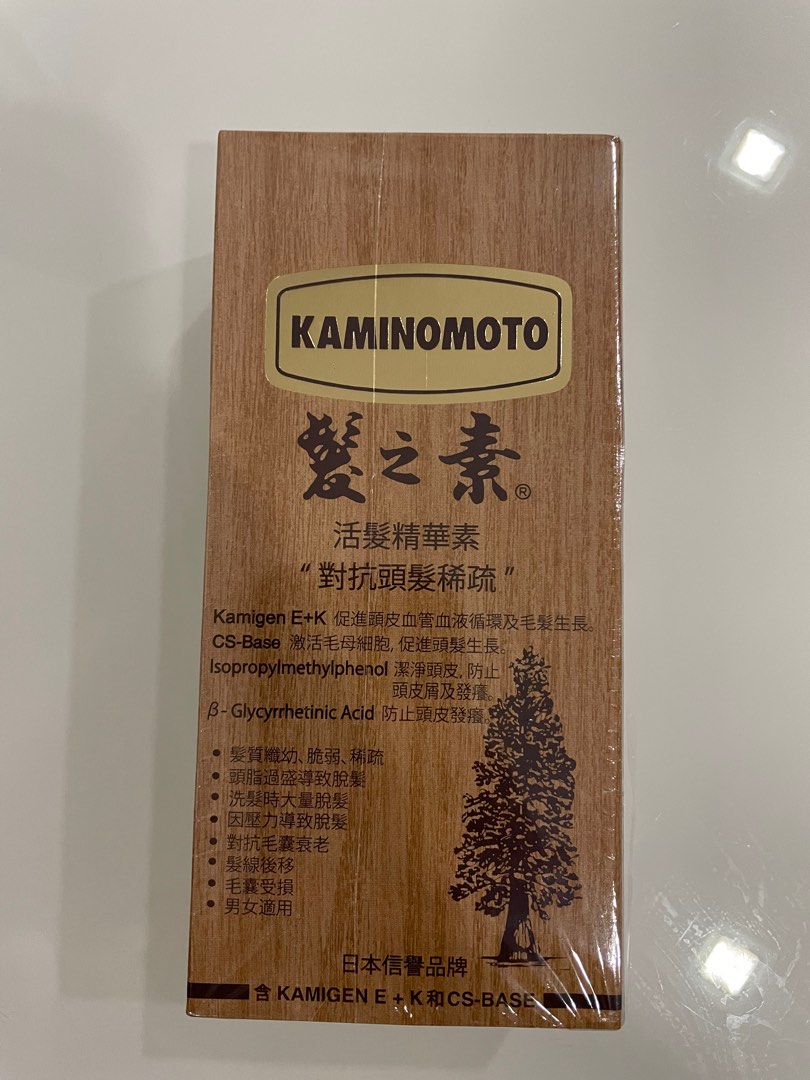 KAMINOMOTO
髮之素®
活髮精華素
“對抗頭髮稀疏”
Kamigen E+K 促進頭皮血管血液循環及毛髮生長。
CS-Base 激活毛母細胞, 促進頭髮生長。
Isopropylmethylphenol 潔淨頭皮, 防止
頭皮屑及發癢。
β-Glycyrrhetinic Acid 防止頭皮發癢。
• 髮質纖幼、脆弱、稀疏
• 頭脂過盛導致脫髮
• 洗髮時大量脫髮
• 因壓力導致脫髮
• 對抗毛囊衰老
• 髮線後移
• 毛囊受損
• 男女適用
日本信譽品牌
含 KAMIGEN E + K和CS-BASE